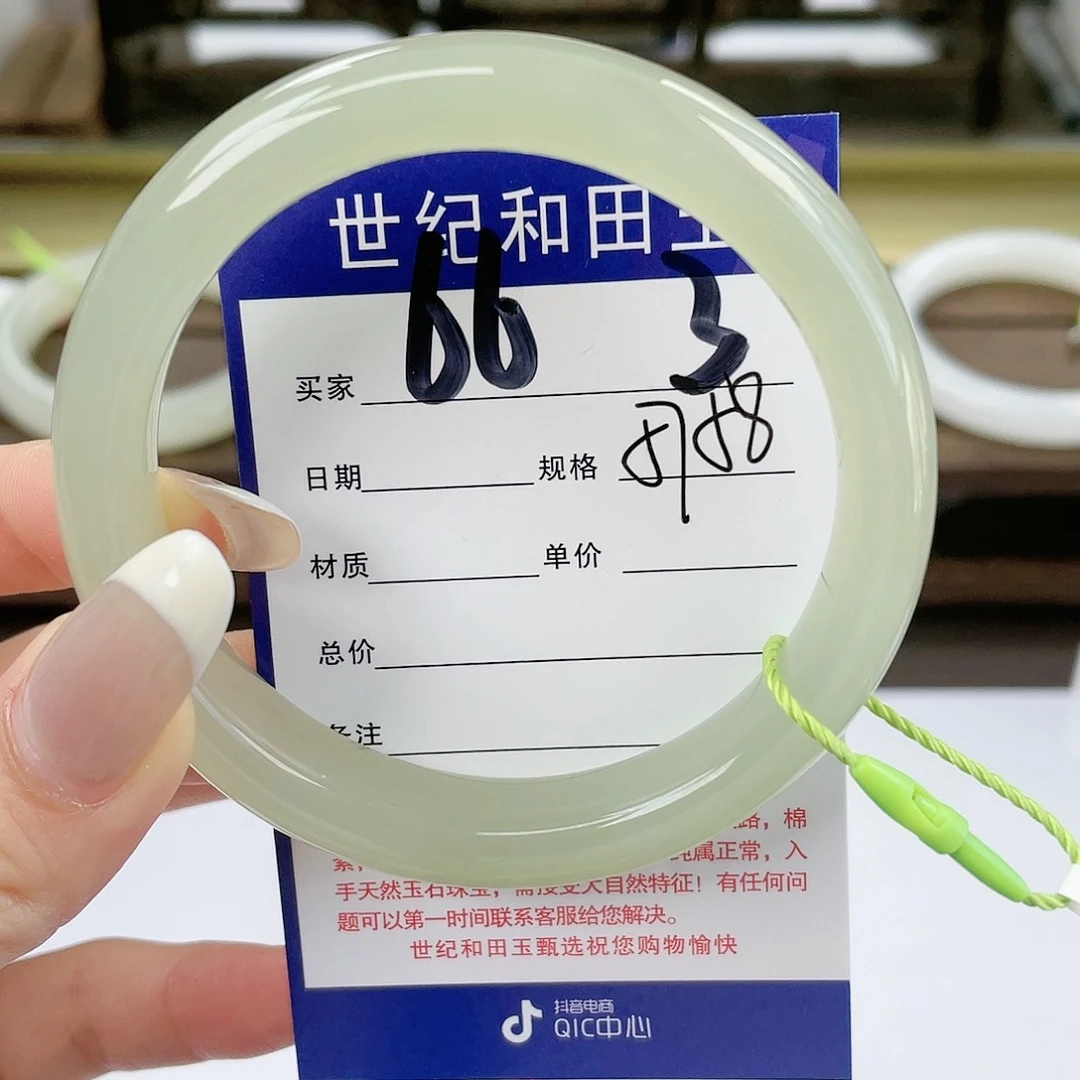 世纪和田玉
66 3
买家
日期 规格
材质 单价
总价
备注
路，棉
絮， 纯属正常，入
手天然玉石珠宝，需接受大自然特征！有任何问
题可以第一时间联系客服给您解决。
世纪和田玉甄选祝您购物愉快
抖音电商
QIC中心